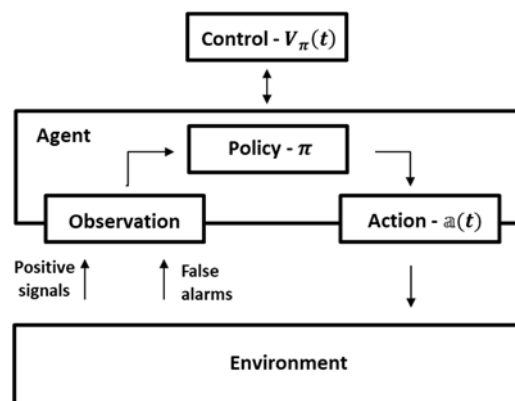 Control - Vπ(t)
Agent
Policy - π
Observation
Action - 𝕒(t)
Positive
signals
False
alarms
Environment